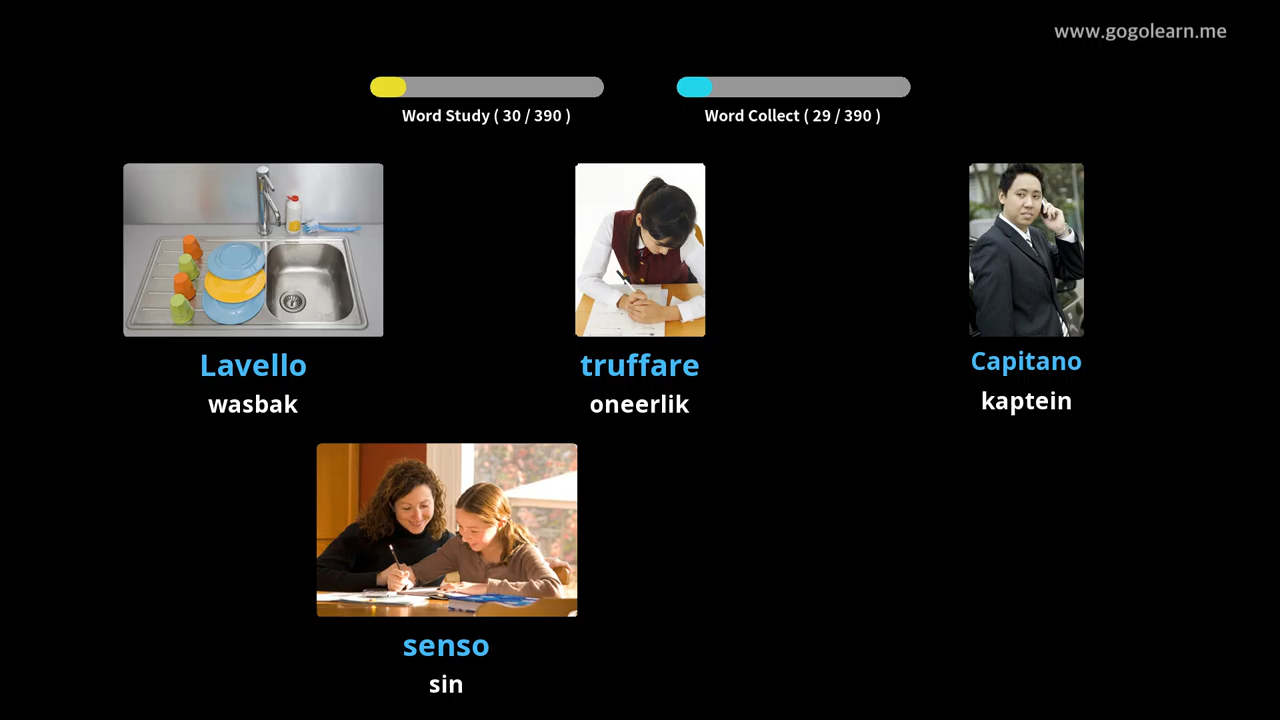 www.gogolearn.me
Word Study ( 30 / 390 )
Word Collect ( 29 / 390 )
Lavello
wasbak
truffare
oneerlik
Capitano
kaptein
senso
sin